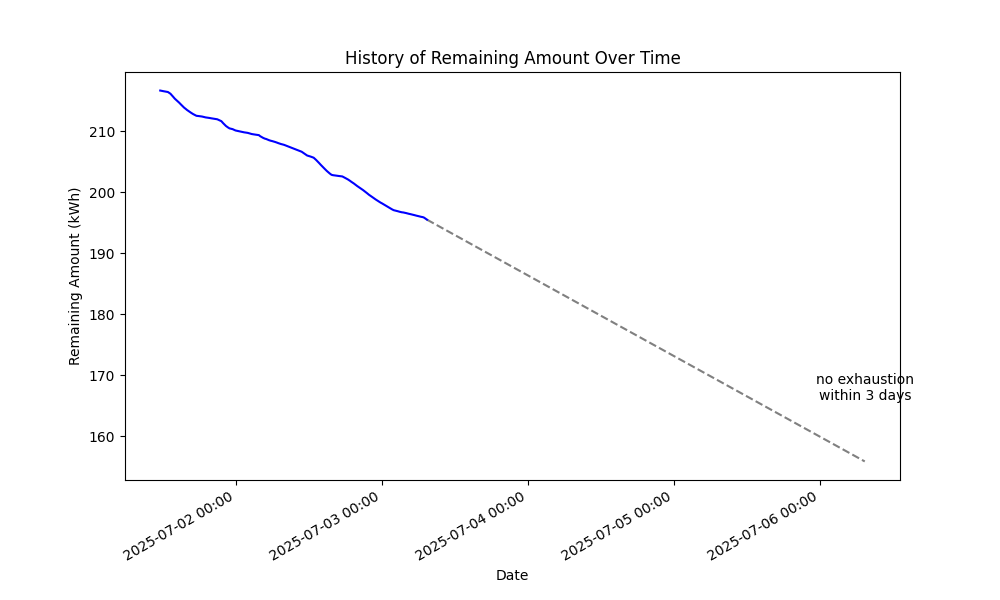 History of Remaining Amount Over Time
Remaining Amount (kWh)
210
200
190
180
170
160
no exhaustion
within 3 days
2025-07-02 00:00
2025-07-03 00:00
2025-07-04 00:00
2025-07-05 00:00
2025-07-06 00:00
Date